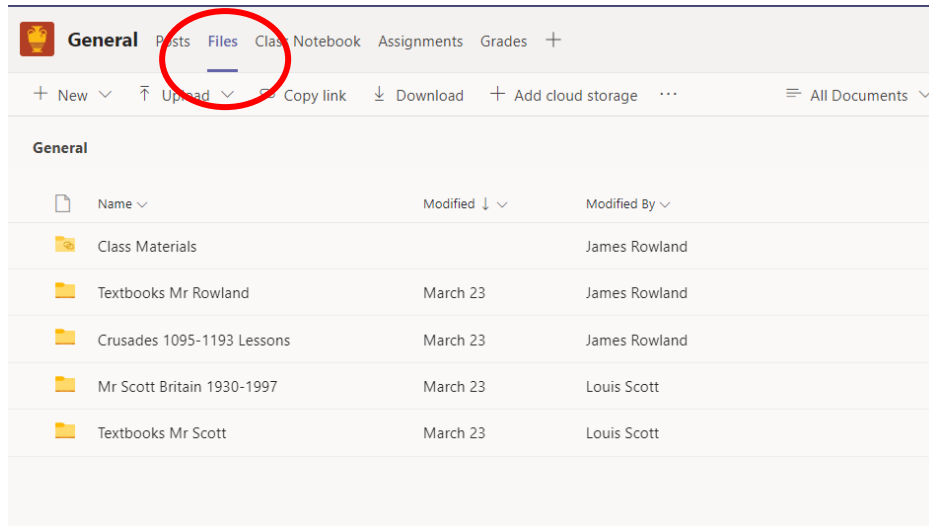 General Posts Files Class Notebook Assignments Grades +
+ New Upload Copy link Download + Add cloud storage ··· All Documents
General
Name Modified ↓ Modified By
Class Materials James Rowland
Textbooks Mr Rowland March 23 James Rowland
Crusades 1095-1193 Lessons March 23 James Rowland
Mr Scott Britain 1930-1997 March 23 Louis Scott
Textbooks Mr Scott March 23 Louis Scott